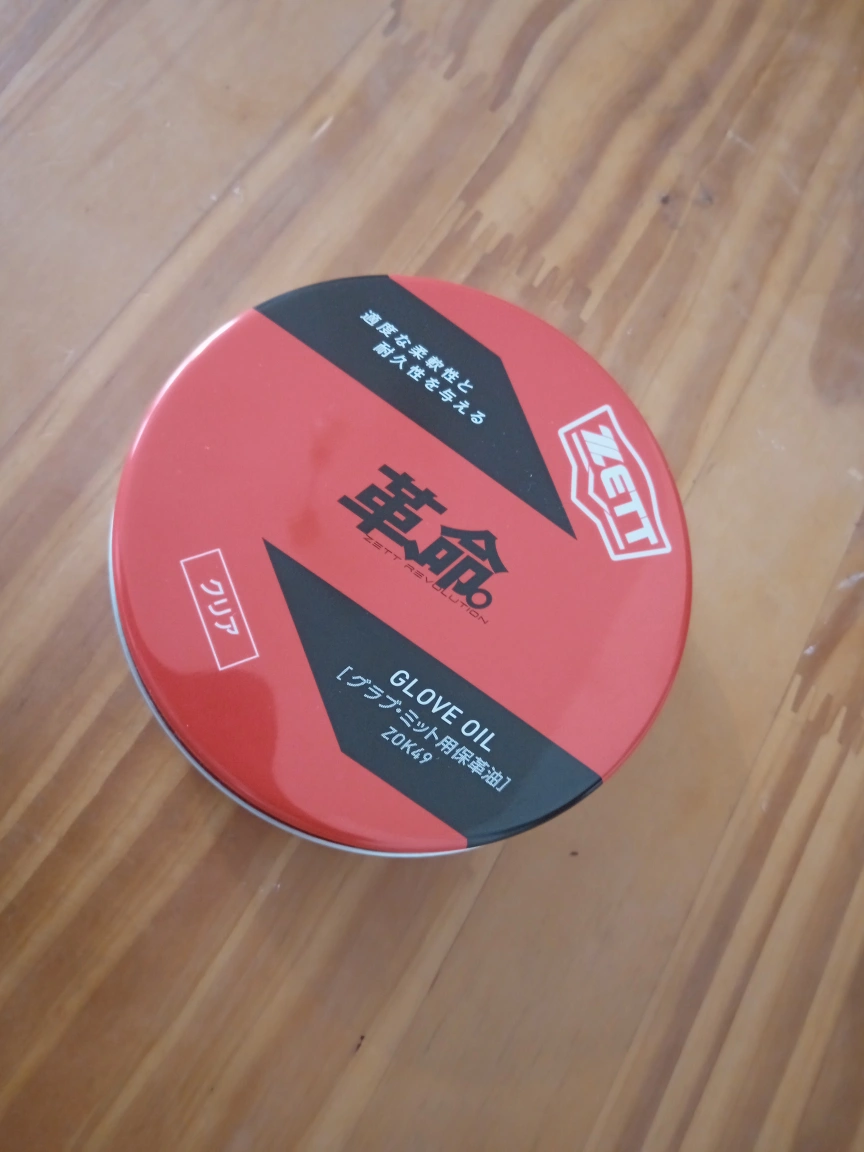 適度な柔軟性と
耐久性を与える
ZETT
革命。
ZETT REVOLUTION
クリア
GLOVE OIL
[グラブ・ミット用保革油]
ZOK49